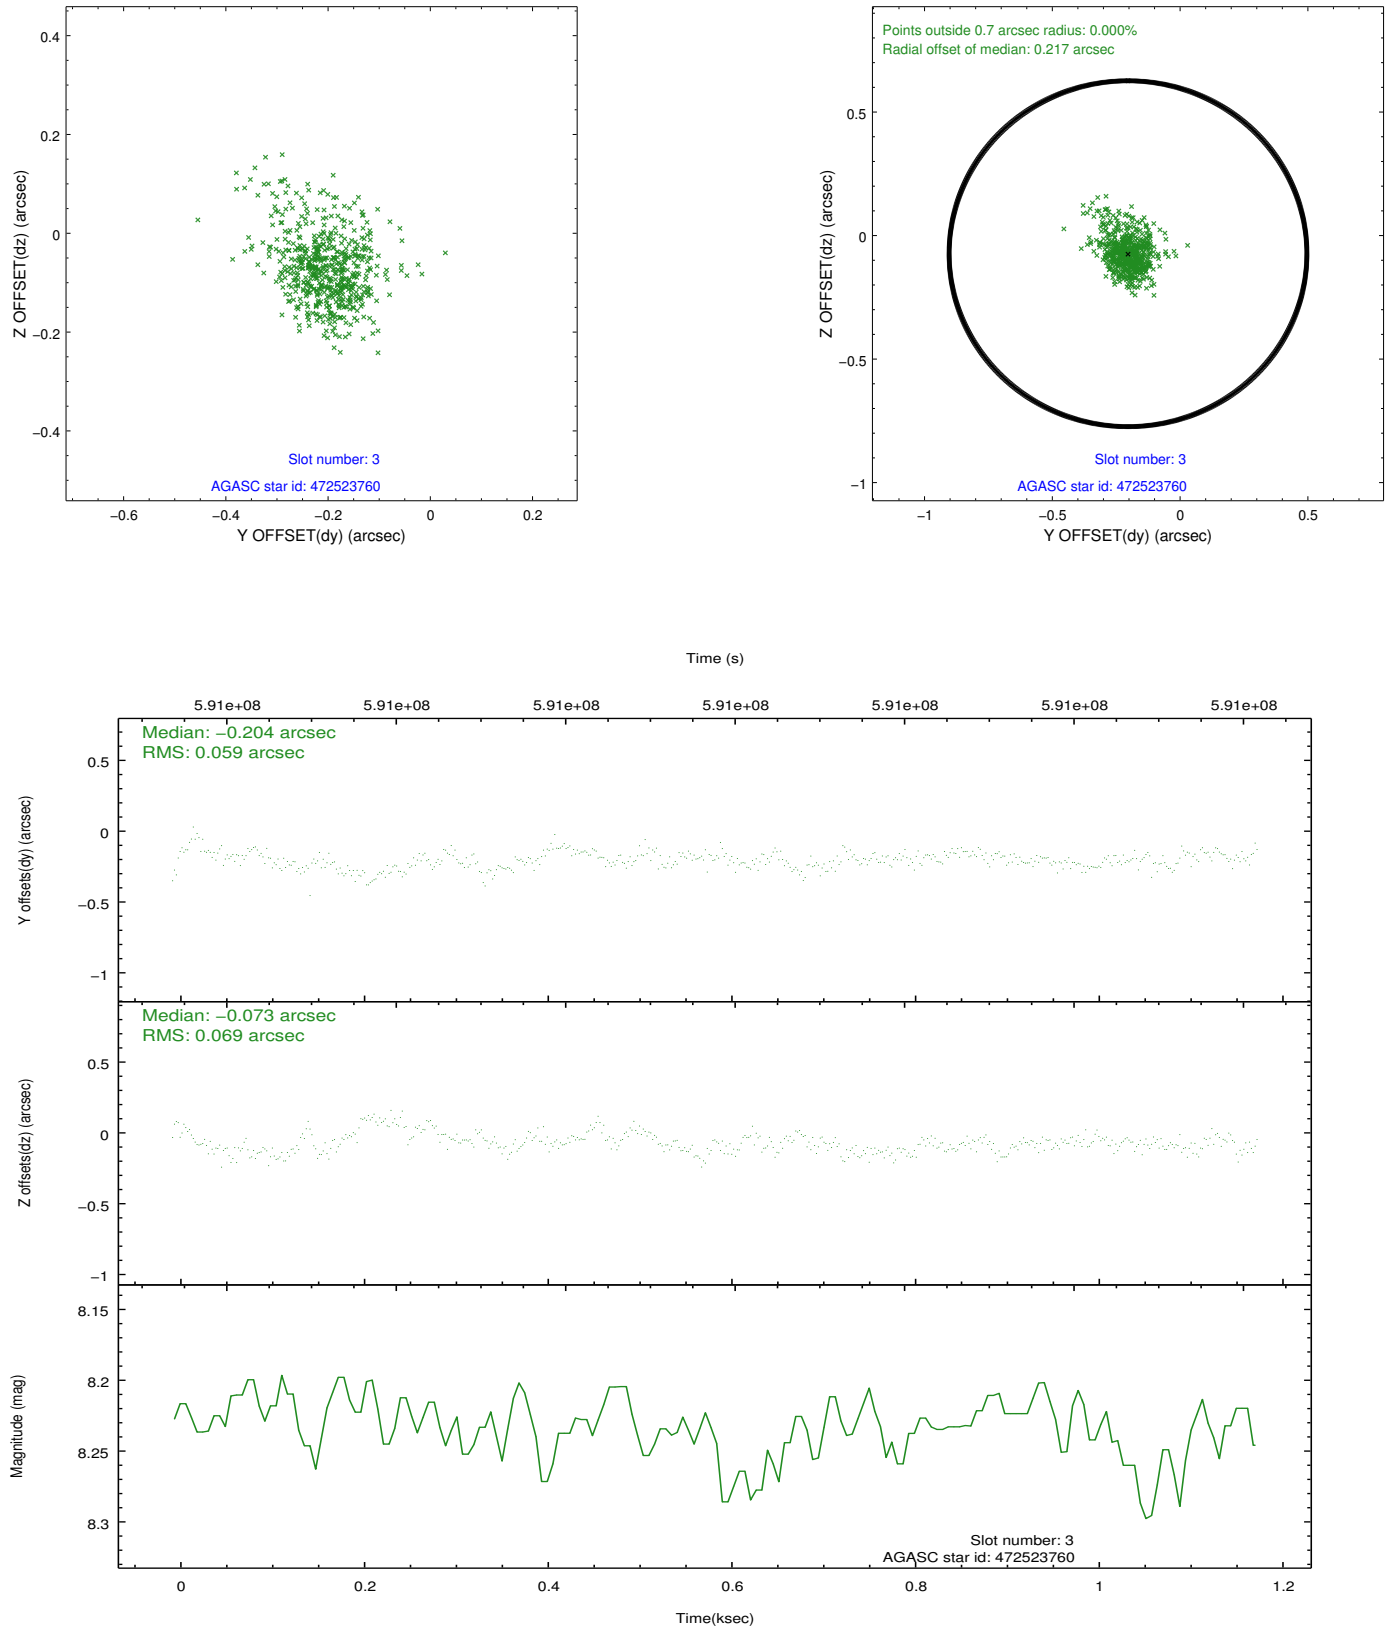 0.4
0.2
0
−0.2
−0.4
Z OFFSET(dz) (arcsec)
Slot number: 3
AGASC star id: 472523760
−0.6
−0.4
−0.2
0
0.2
Y OFFSET(dy) (arcsec)
Points outside 0.7 arcsec radius: 0.000%
Radial offset of median: 0.217 arcsec
0.5
0
−0.5
−1
Z OFFSET(dz) (arcsec)
Slot number: 3
AGASC star id: 472523760
−1
−0.5
0
0.5
Y OFFSET(dy) (arcsec)
Time (s)
5.91e+08
5.91e+08
5.91e+08
5.91e+08
5.91e+08
5.91e+08
5.91e+08
Median: −0.204 arcsec
RMS: 0.059 arcsec
0.5
0
−0.5
−1
Y offsets(dy) (arcsec)
Median: −0.073 arcsec
RMS: 0.069 arcsec
0.5
0
−0.5
−1
Z offsets(dz) (arcsec)
8.15
8.2
8.25
8.3
Magnitude (mag)
Slot number: 3
AGASC star id: 472523760
0
0.2
0.4
0.6
0.8
1
1.2
Time(ksec)